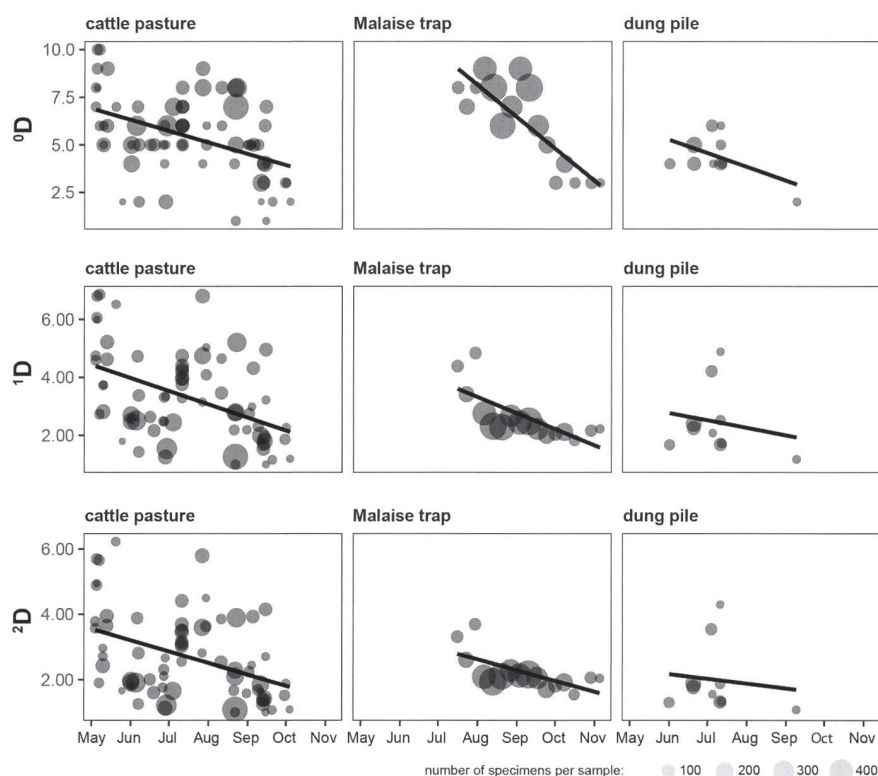 cattle pasture Malaise trap dung pile
10.0
7.5
⁰D
5.0
2.5
cattle pasture Malaise trap dung pile
6.00
¹D
4.00
2.00
cattle pasture Malaise trap dung pile
6.00
²D
4.00
2.00
May Jun Jul Aug Sep Oct Nov May Jun Jul Aug Sep Oct Nov May Jun Jul Aug Sep Oct Nov
number of specimens per sample: 100 200 300 400